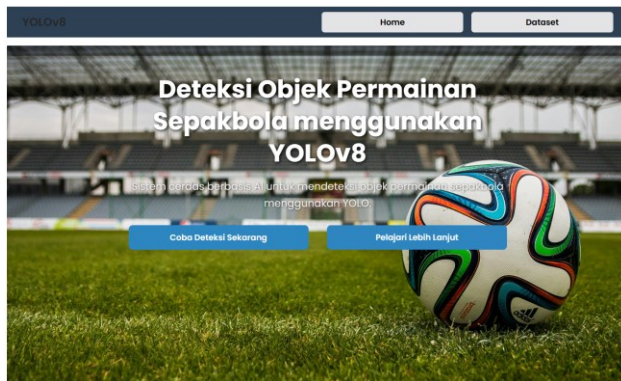 YOLOv8
Home
Dataset
Deteksi Objek Permainan
Sepakbola menggunakan
YOLOv8
Sistem cerdas berbasis AI untuk mendeteksi objek permainan sepakbola
menggunakan YOLO.
Coba Deteksi Sekarang
Pelajari Lebih Lanjut
adidas